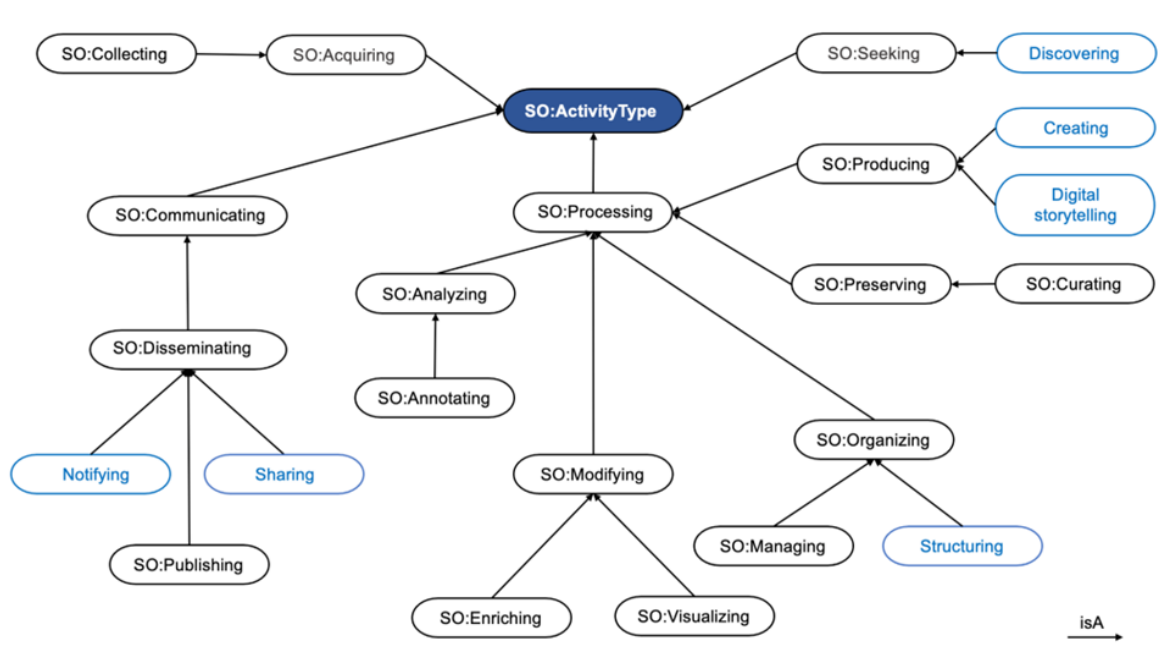 SO:Collecting
SO:Acquiring
SO:Seeking
Discovering
SO:ActivityType
Creating
SO:Producing
Digital
storytelling
SO:Communicating
SO:Processing
SO:Analyzing
SO:Preserving
SO:Curating
SO:Disseminating
SO:Annotating
SO:Organizing
Notifying
Sharing
SO:Modifying
SO:Managing
Structuring
SO:Publishing
SO:Enriching
SO:Visualizing
isA